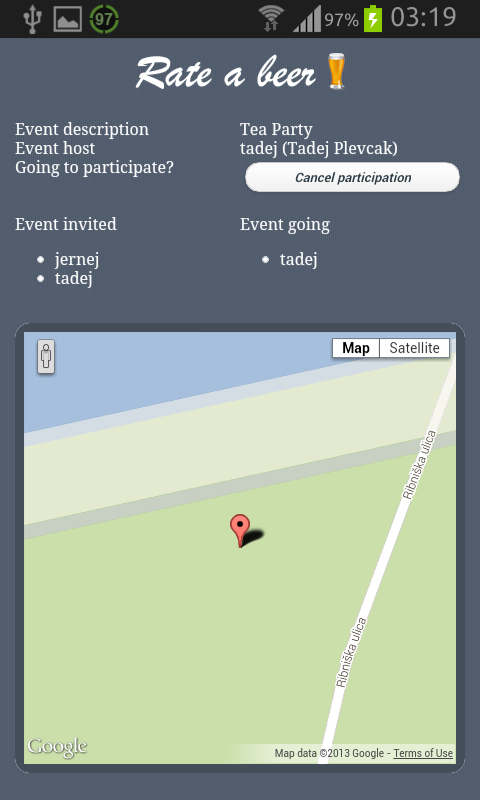 97 97% 03:19
Rate a beer
Event description Tea Party
Event host tadej (Tadej Plevcak)
Going to participate? Cancel participation
Event invited Event going
jernej tadej
tadej
Map Satellite
Ribniška ulica
Ribniška ulica
Google Map data ©2013 Google - Terms of Use